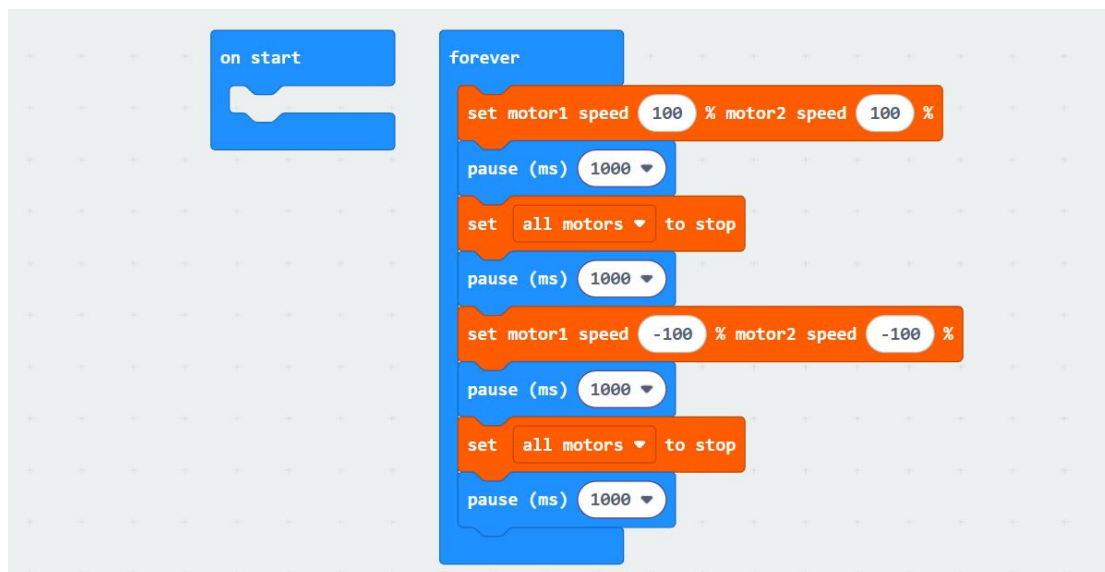 on start
forever
set motor1 speed 100 % motor2 speed 100 %
pause (ms) 1000
set all motors to stop
pause (ms) 1000
set motor1 speed -100 % motor2 speed -100 %
pause (ms) 1000
set all motors to stop
pause (ms) 1000